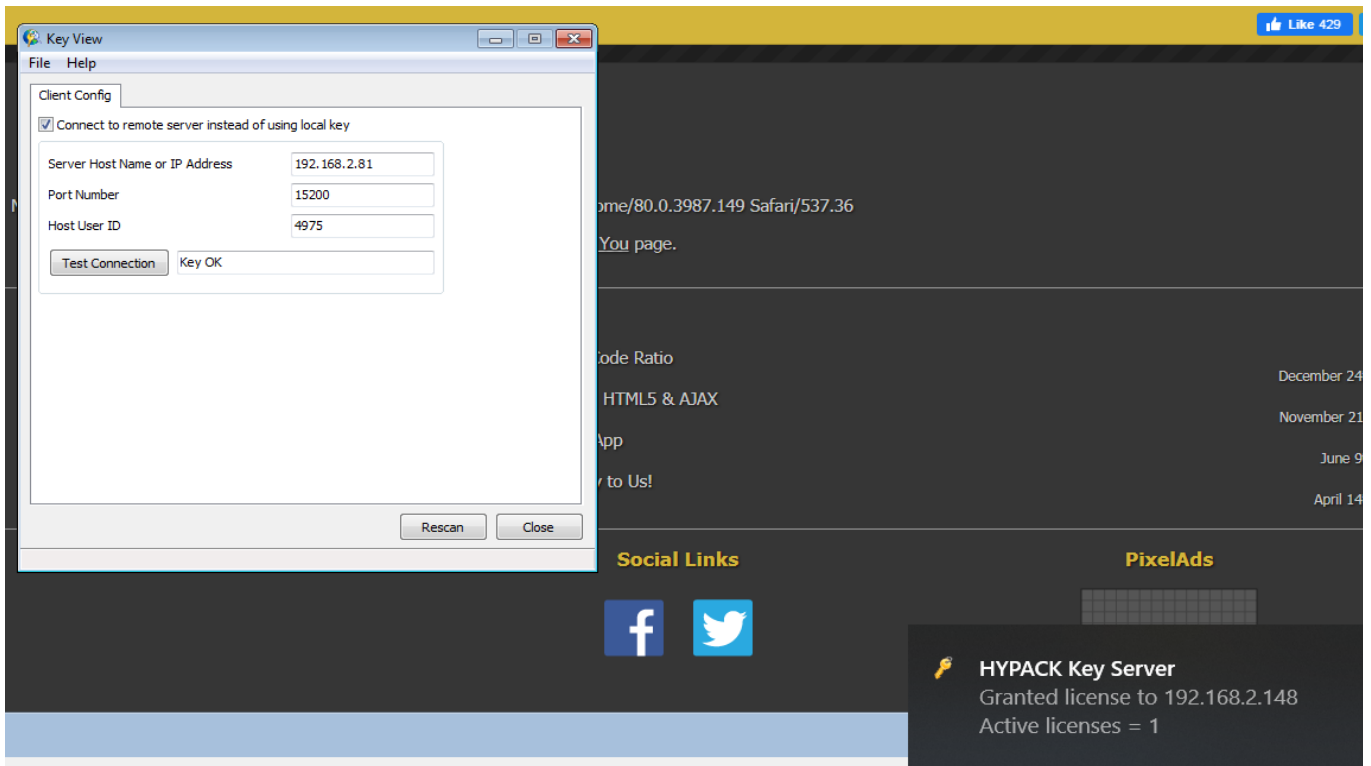 Like 429
Key View
File Help
Client Config
Connect to remote server instead of using local key
Server Host Name or IP Address 192.168.2.81
Port Number 15200
Host User ID 4975
Test Connection Key OK
Rescan Close
ome/80.0.3987.149 Safari/537.36
You page.
Code Ratio
December 24
HTML5 & AJAX
November 21
App
June 9
to Us!
April 14
Social Links
PixelAds
HYPACK Key Server
Granted license to 192.168.2.148
Active licenses = 1